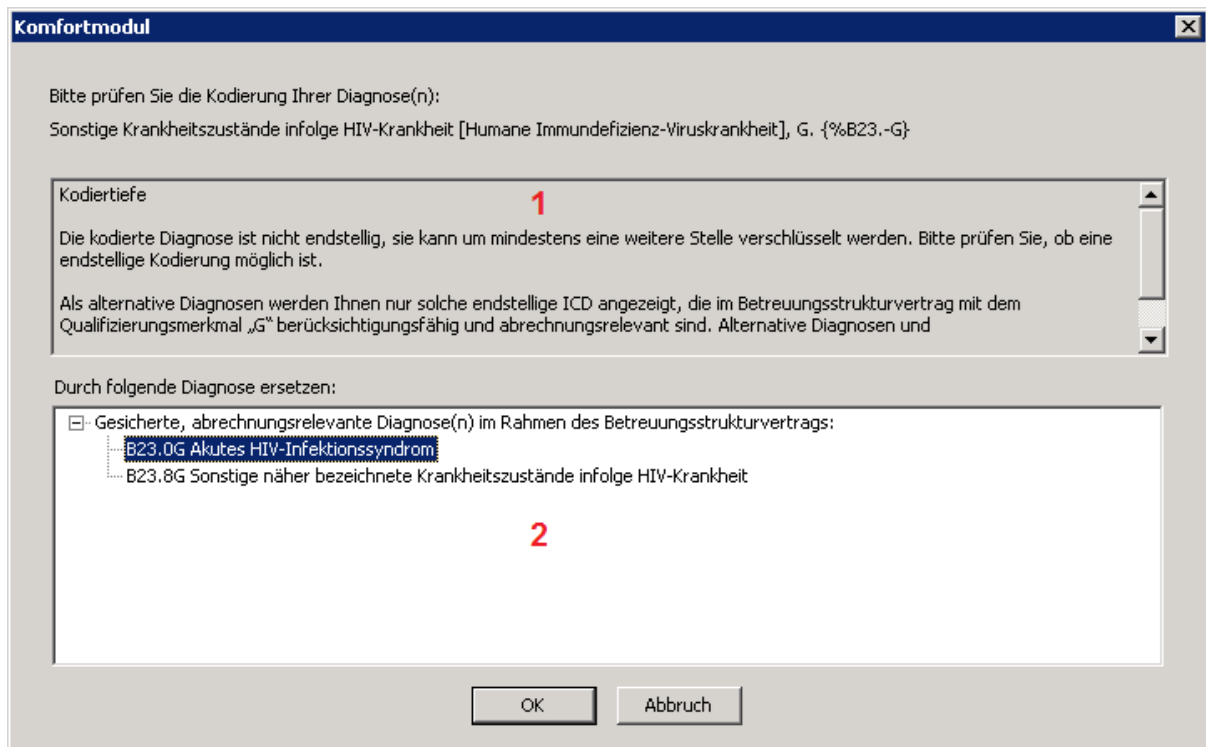 Komfortmodul
Bitte prüfen Sie die Kodierung Ihrer Diagnose(n):
Sonstige Krankheitszustände infolge HIV-Krankheit [Humane Immundefizienz-Viruskrankheit], G. {%B23.-G}
Kodiertiefe
1
Die kodierte Diagnose ist nicht endstellig, sie kann um mindestens eine weitere Stelle verschlüsselt werden. Bitte prüfen Sie, ob eine
endstellige Kodierung möglich ist.
Als alternative Diagnosen werden Ihnen nur solche endstellige ICD angezeigt, die im Betreuungsstrukturvertrag mit dem
Qualifizierungsmerkmal „G“ berücksichtigungsfähig und abrechnungsrelevant sind. Alternative Diagnosen und
Durch folgende Diagnose ersetzen:
Gesicherte, abrechnungsrelevante Diagnose(n) im Rahmen des Betreuungsstrukturvertrags:
B23.0G Akutes HIV-Infektionssyndrom
B23.8G Sonstige näher bezeichnete Krankheitszustände infolge HIV-Krankheit
2
OK
Abbruch